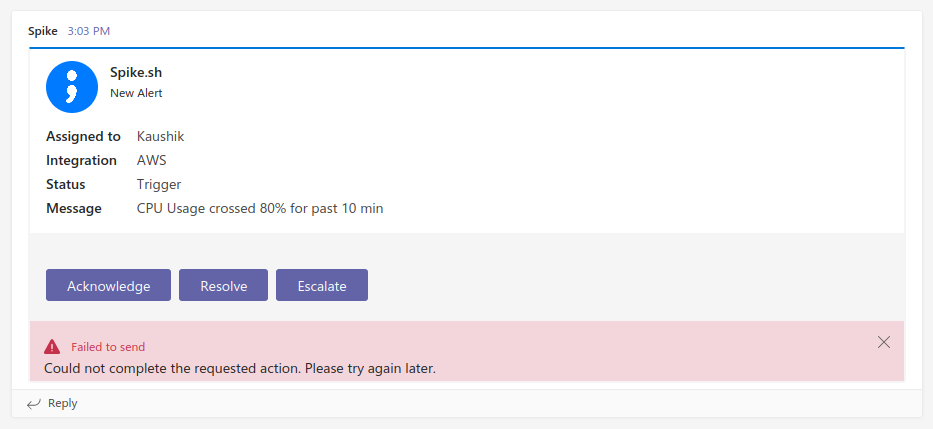 Spike 3:03 PM
Spike.sh
New Alert
Assigned to Kaushik
Integration AWS
Status Trigger
Message CPU Usage crossed 80% for past 10 min
Acknowledge Resolve Escalate
Failed to send
Could not complete the requested action. Please try again later.
Reply